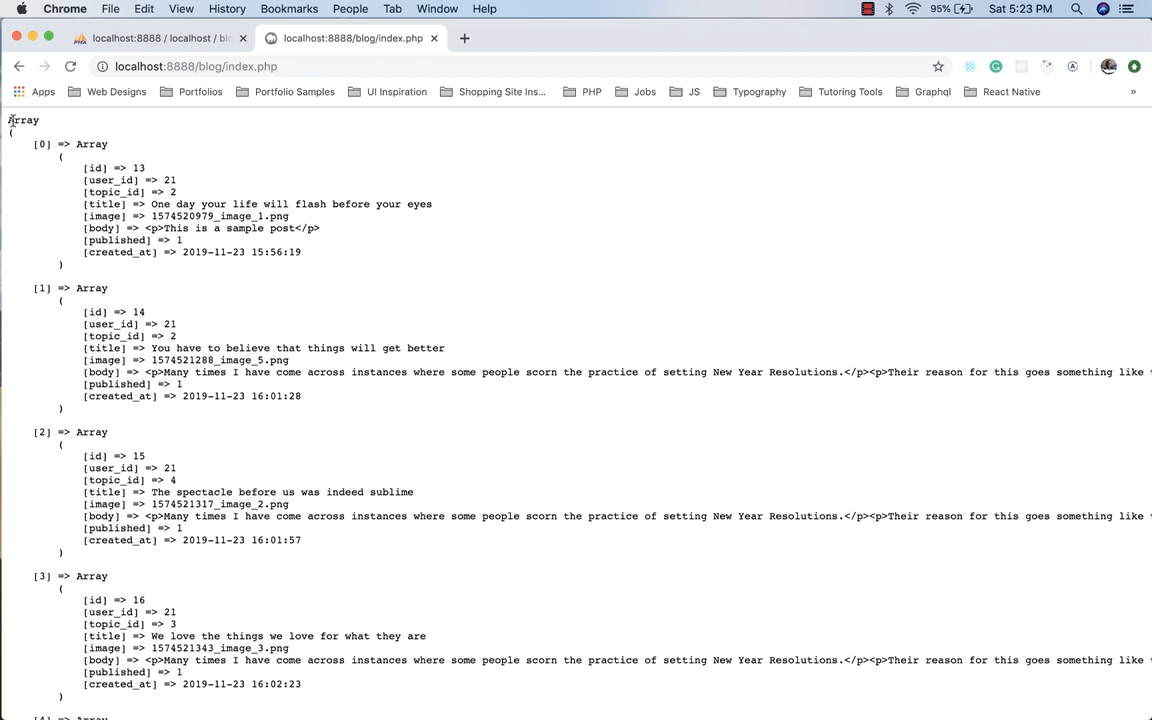 Chrome File Edit View History Bookmarks People Tab Window Help 95% Sat 5:23 PM
localhost:8888 / localhost / blo localhost:8888/blog/index.php
localhost:8888/blog/index.php
Apps Web Designs Portfolios Portfolio Samples UI Inspiration Shopping Site Ins... PHP Jobs JS Typography Tutoring Tools Graphql React Native »
Array
(
[0] => Array
(
[id] => 13
[user_id] => 21
[topic_id] => 2
[title] => One day your life will flash before your eyes
[image] => 1574520979_image_1.png
[body] => <p>This is a sample post</p>
[published] => 1
[created_at] => 2019-11-23 15:56:19
)
[1] => Array
(
[id] => 14
[user_id] => 21
[topic_id] => 2
[title] => You have to believe that things will get better
[image] => 1574521288_image_5.png
[body] => <p>Many times I have come across instances where some people scorn the practice of setting New Year Resolutions.</p><p>Their reason for this goes something like
[published] => 1
[created_at] => 2019-11-23 16:01:28
)
[2] => Array
(
[id] => 15
[user_id] => 21
[topic_id] => 4
[title] => The spectacle before us was indeed sublime
[image] => 1574521317_image_2.png
[body] => <p>Many times I have come across instances where some people scorn the practice of setting New Year Resolutions.</p><p>Their reason for this goes something like
[published] => 1
[created_at] => 2019-11-23 16:01:57
)
[3] => Array
(
[id] => 16
[user_id] => 21
[topic_id] => 3
[title] => We love the things we love for what they are
[image] => 1574521343_image_3.png
[body] => <p>Many times I have come across instances where some people scorn the practice of setting New Year Resolutions.</p><p>Their reason for this goes something like
[published] => 1
[created_at] => 2019-11-23 16:02:23
)
[4] => Array